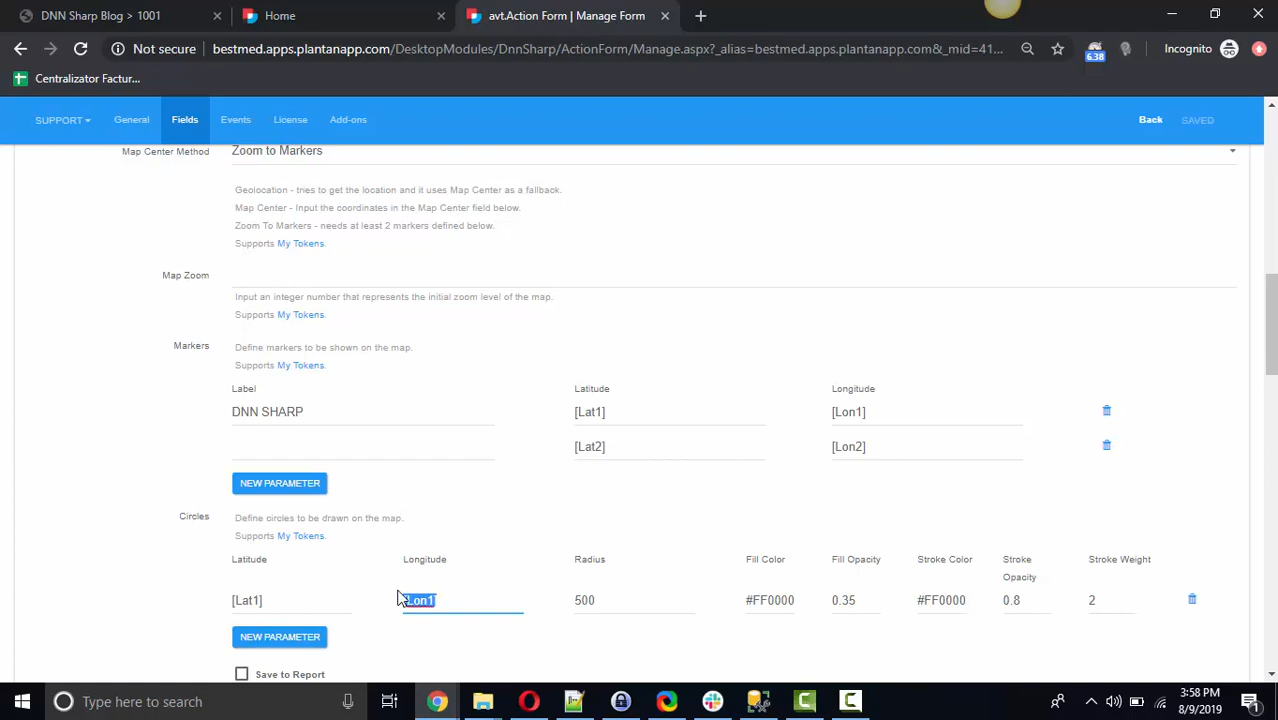 DNN Sharp Blog > 1001
Home
avt.Action Form | Manage Form
Not secure
bestmed.apps.plantanapp.com/DesktopModules/DnnSharp/ActionForm/Manage.aspx?_alias=bestmed.apps.plantanapp.com&_mid=41...
6.38
Incognito
Centralizator Factur...
SUPPORT
General
Fields
Events
License
Add-ons
Back
SAVED
Map Center Method
Zoom to Markers
Geolocation - tries to get the location and it uses Map Center as a fallback.
Map Center - Input the coordinates in the Map Center field below.
Zoom To Markers - needs at least 2 markers defined below.
Supports My Tokens.
Map Zoom
Input an integer number that represents the initial zoom level of the map.
Supports My Tokens.
Markers
Define markers to be shown on the map.
Supports My Tokens.
Label Latitude Longitude
DNN SHARP [Lat1] [Lon1]
[Lat2] [Lon2]
NEW PARAMETER
Circles
Define circles to be drawn on the map.
Supports My Tokens.
Latitude Longitude Radius Fill Color Fill Opacity Stroke Color Stroke Opacity Stroke Weight
[Lat1] [Lon1] 500 #FF0000 0.35 #FF0000 0.8 2
NEW PARAMETER
Save to Report
Type here to search
3:58 PM
8/9/2019
1